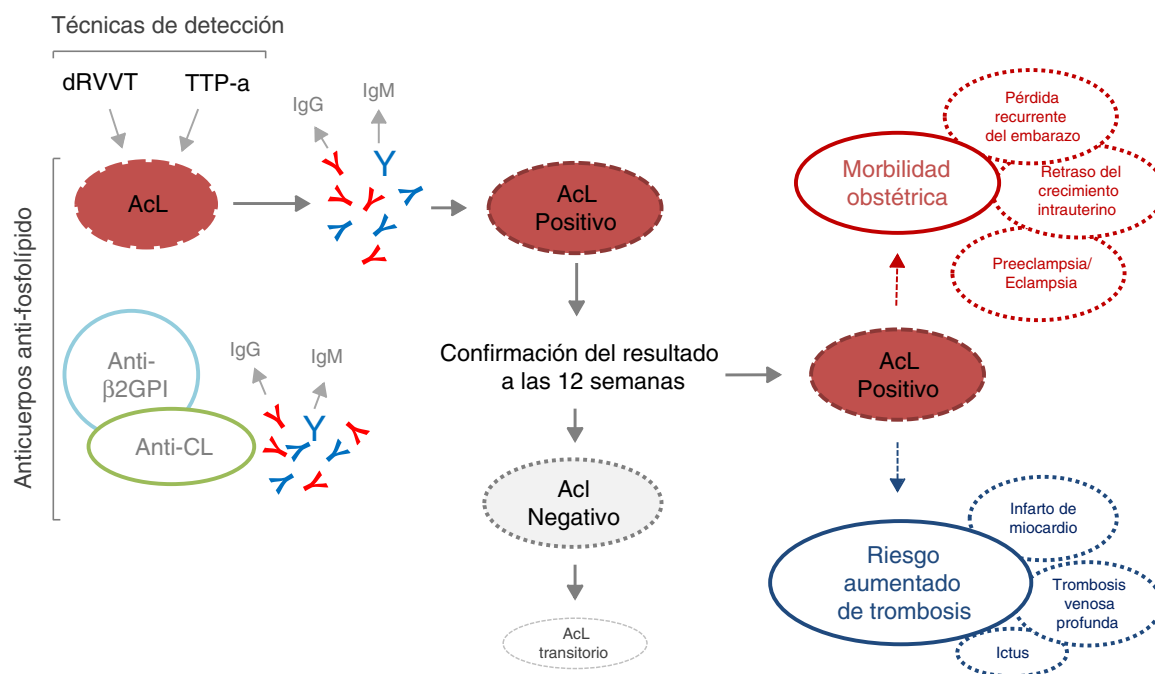 Técnicas de detección
dRVVT
TTP-a
IgG
IgM
AcL
Anticuerpos anti-fosfolípido
Anti-
β2GPI
Anti-CL
IgG
IgM
AcL
Positivo
Confirmación del resultado
a las 12 semanas
Acl
Negativo
AcL
transitorio
AcL
Positivo
Morbilidad
obstétrica
Pérdida
recurrente
del embarazo
Retraso del
crecimiento
intrauterino
Preeclampsia/
Eclampsia
Riesgo
aumentado
de trombosis
Infarto de
miocardio
Trombosis
venosa
profunda
Ictus